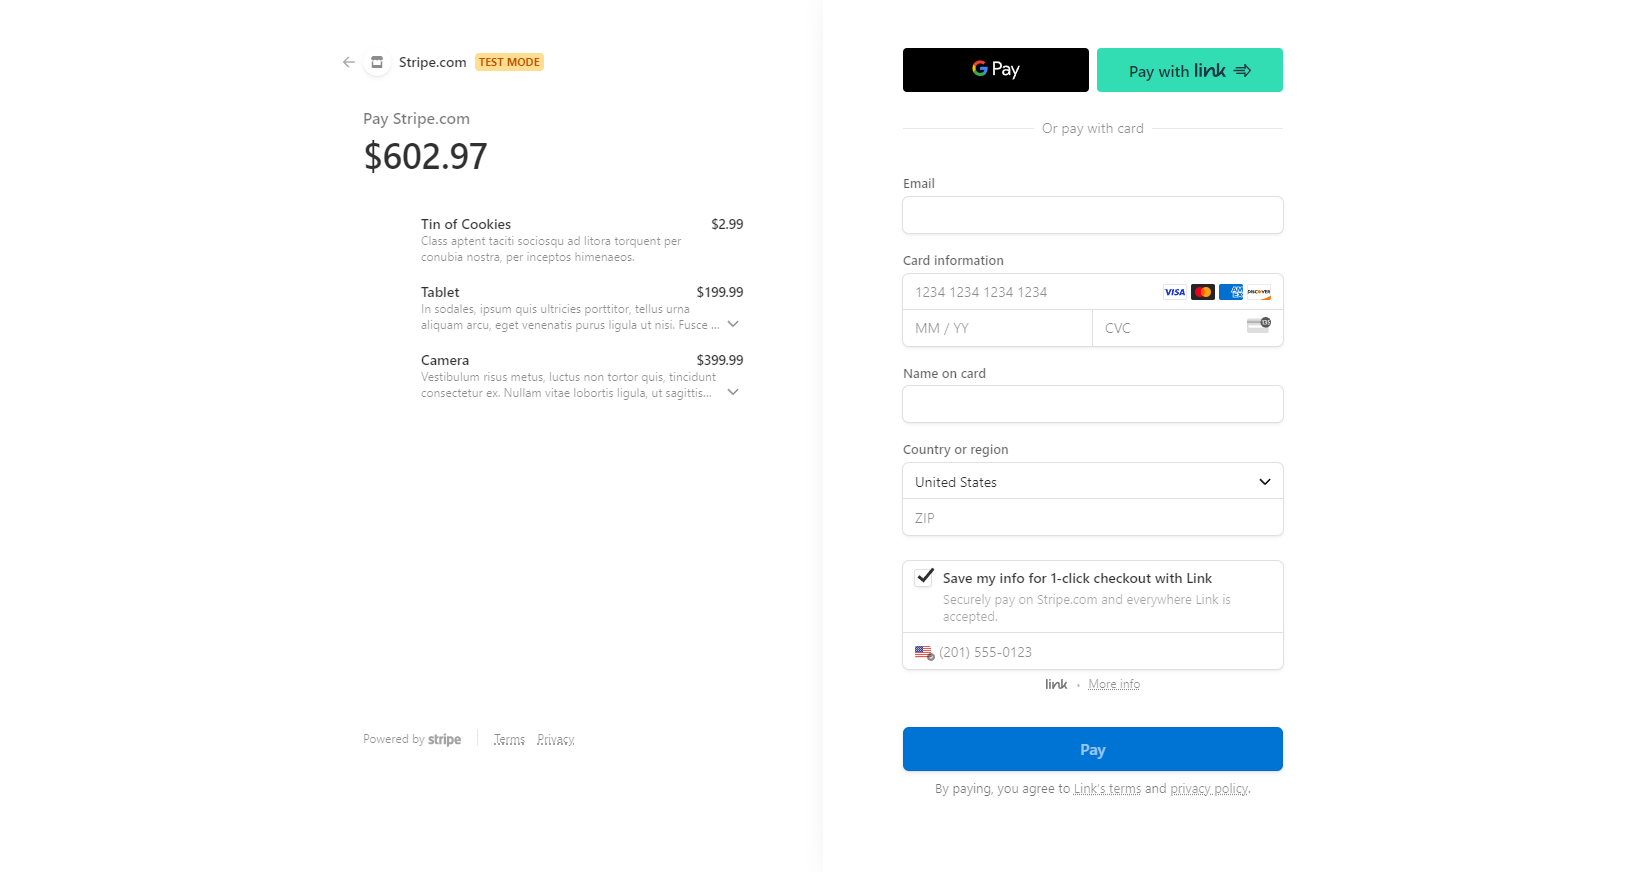 Stripe.com TEST MODE
Pay Stripe.com
$602.97
Tin of Cookies $2.99
Class aptent taciti sociosqu ad litora torquent per
conubia nostra, per inceptos himenaeos.
Tablet $199.99
In sodales, ipsum quis ultricies porttitor, tellus urna
aliquam arcu, eget venenatis purus ligula ut nisi. Fusce ...
Camera $399.99
Vestibulum risus metus, luctus non tortor quis, tincidunt
consectetur ex. Nullam vitae lobortis ligula, ut sagittis...
Powered by stripe Terms Privacy
G Pay Pay with link
Or pay with card
Email
Card information
1234 1234 1234 1234 VISA AMEX DISCOVER
MM / YY CVC 135
Name on card
Country or region
United States
ZIP
Save my info for 1-click checkout with Link
Securely pay on Stripe.com and everywhere Link is
accepted.
(201) 555-0123
link • More info
Pay
By paying, you agree to Link's terms and privacy policy.